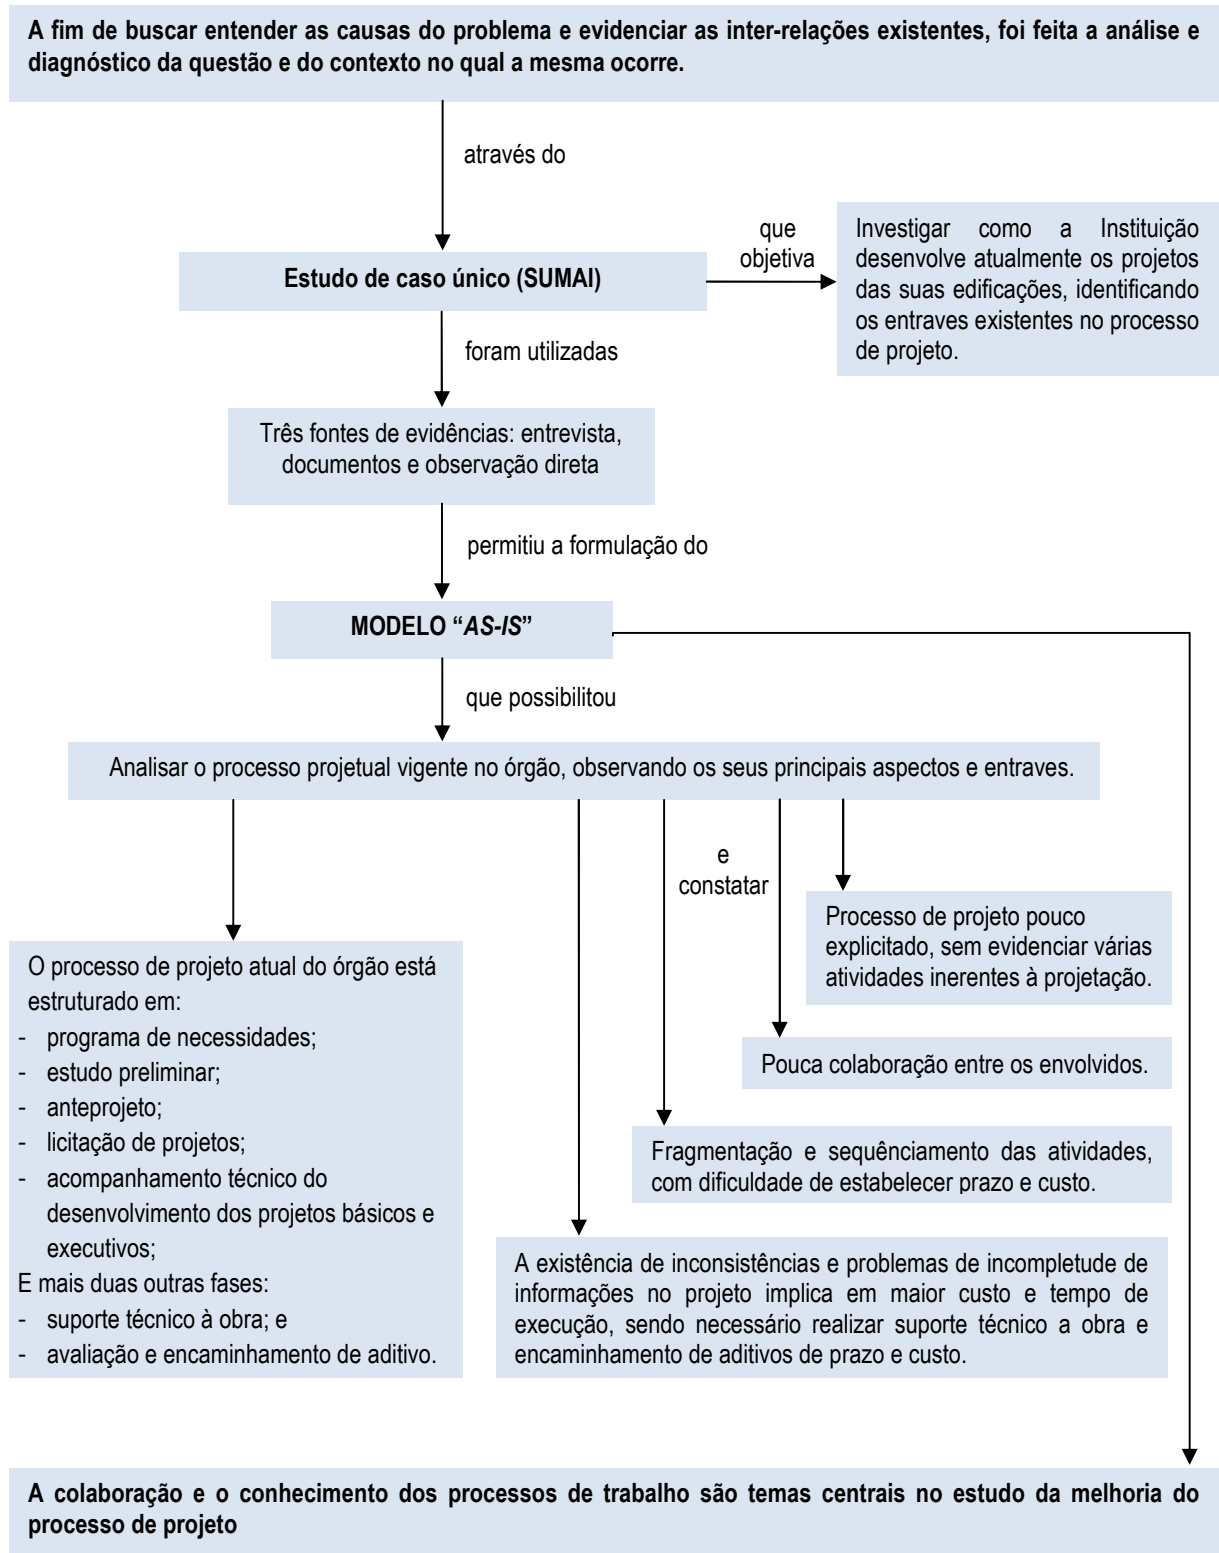 A fim de buscar entender as causas do problema e evidenciar as inter-relações existentes, foi feita a análise e
diagnóstico da questão e do contexto no qual a mesma ocorre.
através do
Estudo de caso único (SUMAI)
que
objetiva
Investigar como a Instituição
desenvolve atualmente os projetos
das suas edificações, identificando
os entraves existentes no processo
de projeto.
foram utilizadas
Três fontes de evidências: entrevista,
documentos e observação direta
permitiu a formulação do
MODELO “AS-IS”
que possibilitou
Analisar o processo projetual vigente no órgão, observando os seus principais aspectos e entraves.
e
constatar
Processo de projeto pouco
explicitado, sem evidenciar várias
atividades inerentes à projetação.
Pouca colaboração entre os envolvidos.
Fragmentação e sequênciamento das atividades,
com dificuldade de estabelecer prazo e custo.
A existência de inconsistências e problemas de incompletude de
informações no projeto implica em maior custo e tempo de
execução, sendo necessário realizar suporte técnico a obra e
encaminhamento de aditivos de prazo e custo.
O processo de projeto atual do órgão está
estruturado em:
- programa de necessidades;
- estudo preliminar;
- anteprojeto;
- licitação de projetos;
- acompanhamento técnico do
desenvolvimento dos projetos básicos e
executivos;
E mais duas outras fases:
- suporte técnico à obra; e
- avaliação e encaminhamento de aditivo.
A colaboração e o conhecimento dos processos de trabalho são temas centrais no estudo da melhoria do
processo de projeto